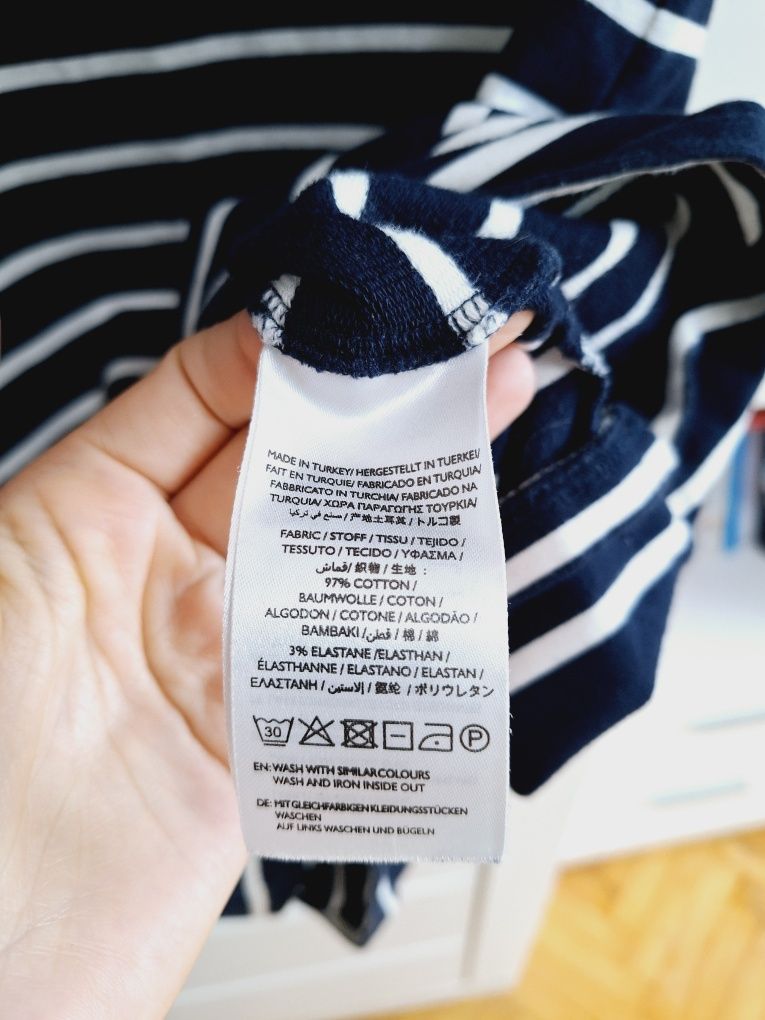 MADE IN TURKEY/ HERGESTELLT IN TUERKEI/
FAIT EN TURQUIE/ FABRICADO EN TURQUIA/
FABBRICATO IN TURCHIA/ FABRICADO NA
TURQUIA/ ΧΩΡΑ ΠΑΡΑΓΩΓΗΣ ΤΟΥΡΚΙΑ/
صنع في تركيا / 产地土耳其 / トルコ製
FABRIC / STOFF / TISSU / TEJIDO /
TESSUTO / TECIDO / ΥΦΑΣΜΑ /
قماش/ 織物 / 生地 :
97% COTTON /
BAUMWOLLE / COTON /
ALGODON / COTONE / ALGODÃO /
ΒΑΜΒΑΚΙ /قطن / 棉 / 綿
3% ELASTANE /ELASTHAN /
ÉLASTHANNE / ELASTANO / ELASTAN /
ΕΛΑΣΤΑΝΗ / إلاستين / 氨纶 / ポリウレタン
30 P
EN: WASH WITH SIMILAR COLOURS
WASH AND IRON INSIDE OUT
DE: MIT GLEICHFARBIGEN KLEIDUNGSSTÜCKEN
WASCHEN
AUF LINKS WASCHEN UND BÜGELN